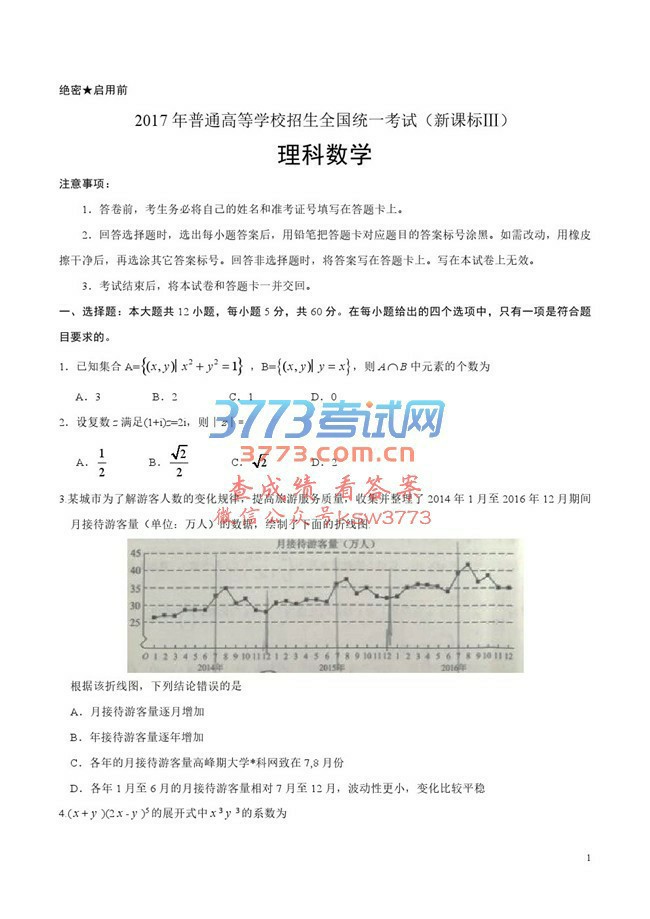 绝密★启用前
2017年普通高等学校招生全国统一考试（新课标Ⅲ）
理科数学
注意事项：
1．答卷前，考生务必将自己的姓名和准考证号填写在答题卡上。
2．回答选择题时，选出每小题答案后，用铅笔把答题卡对应题目的答案标号涂黑。如需改动，用橡皮
擦干净后，再选涂其它答案标号。回答非选择题时，将答案写在答题卡上。写在本试卷上无效。
3．考试结束后，将本试卷和答题卡一并交回。
一、选择题：本大题共12小题，每小题5分，共60分。在每小题给出的四个选项中，只有一项是符合题
目要求的。
1．已知集合A={(x,y)| x²+y²=1}，B={(x,y)| y=x}，则A∩B中元素的个数为
A．3 B．2 C．1 D．0
2．设复数z满足(1+i)z=2i，则|z|=
A．1/2 B．√2/2 C．√2 D．2
3773考试网
3773.com.cn
查成绩 看答案
微信公众号ksw3773
3.某城市为了解游客人数的变化规律，提高旅游服务质量，收集并整理了2014年1月至2016年12月期间
月接待游客量（单位：万人）的数据，绘制了下面的折线图.
月接待游客量（万人）
45
40
35
30
25
0 1 2 3 4 5 6 7 8 9 10 11 12 1 2 3 4 5 6 7 8 9 10 11 12 1 2 3 4 5 6 7 8 9 10 11 12
2014年 2015年 2016年
根据该折线图，下列结论错误的是
A．月接待游客量逐月增加
B．年接待游客量逐年增加
C．各年的月接待游客量高峰期大学*科网致在7,8月份
D．各年1月至6月的月接待游客量相对7月至12月，波动性更小，变化比较平稳
4.(x+y)(2x-y)⁵的展开式中x³y³的系数为
1